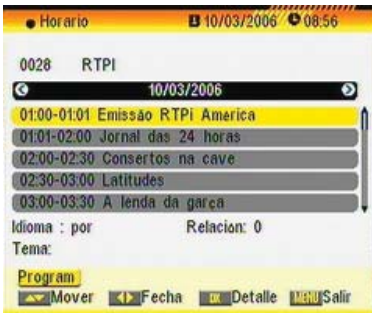 Horario 10/03/2006 08:56
0028 RTPI
10/03/2006
01:00-01:01 Emissão RTPi America
01:01-02:00 Jornal das 24 horas
02:00-02:30 Consertos na cave
02:30-03:00 Latitudes
03:00-03:30 A lenda da garça
Idioma : por Relacion: 0
Tema:
Program
Mover Fecha OK Detalle MENU Salir